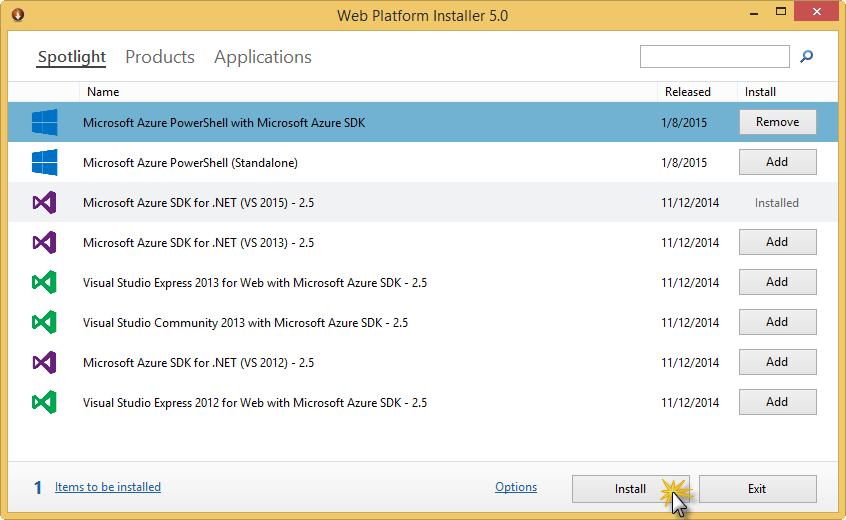 Web Platform Installer 5.0
Spotlight Products Applications
Name Released Install
Microsoft Azure PowerShell with Microsoft Azure SDK 1/8/2015 Remove
Microsoft Azure PowerShell (Standalone) 1/8/2015 Add
Microsoft Azure SDK for .NET (VS 2015) - 2.5 11/12/2014 Installed
Microsoft Azure SDK for .NET (VS 2013) - 2.5 11/12/2014 Add
Visual Studio Express 2013 for Web with Microsoft Azure SDK - 2.5 11/12/2014 Add
Visual Studio Community 2013 with Microsoft Azure SDK - 2.5 11/12/2014 Add
Microsoft Azure SDK for .NET (VS 2012) - 2.5 11/12/2014 Add
Visual Studio Express 2012 for Web with Microsoft Azure SDK - 2.5 11/12/2014 Add
1 Items to be installed Options Install Exit